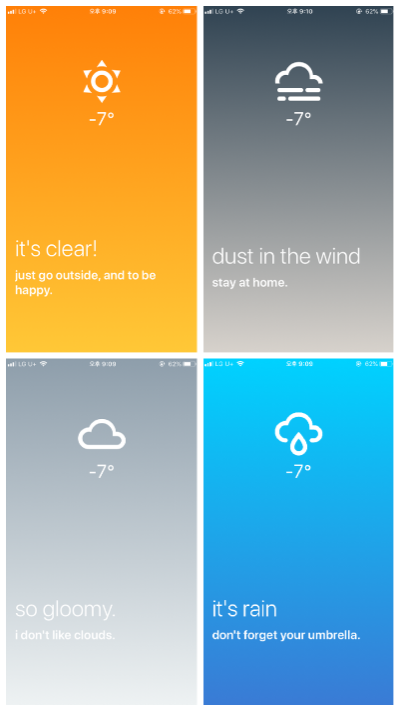 LG U+ 오후 9:09 62%
-7°
it's clear!
just go outside, and to be
happy.
LG U+ 오후 9:10 62%
-7°
dust in the wind
stay at home.
LG U+ 오후 9:09 62%
-7°
so gloomy.
i don't like clouds.
LG U+ 오후 9:09 62%
-7°
it's rain
don't forget your umbrella.